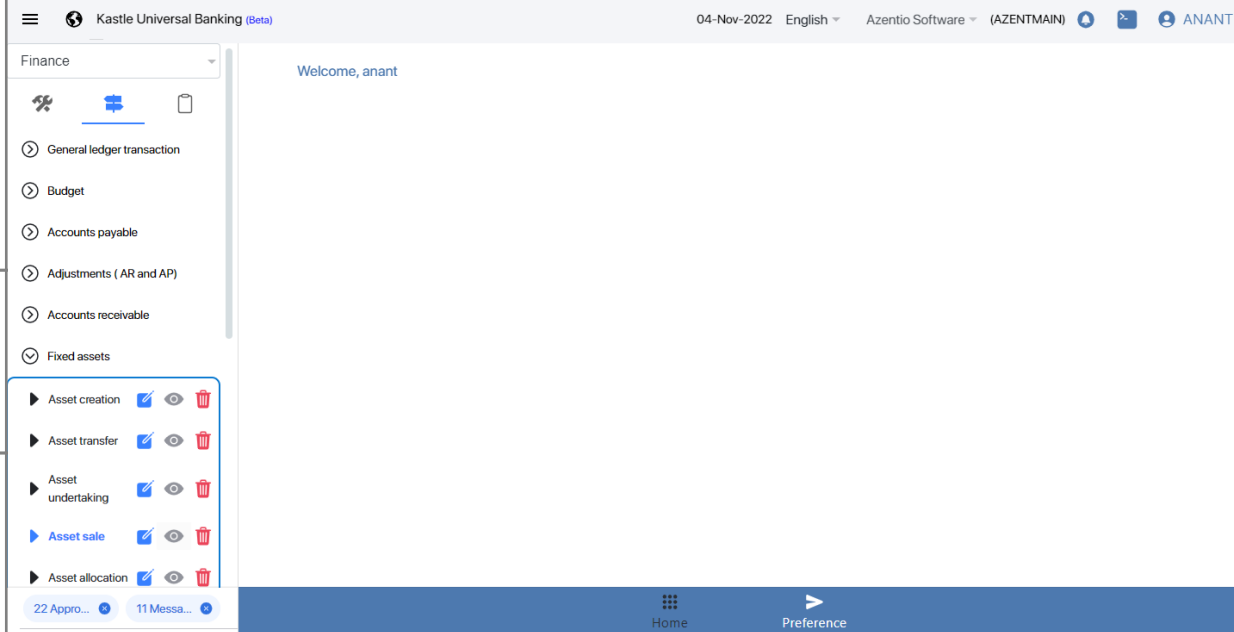 Kastle Universal Banking (Beta)
04-Nov-2022 English Azentio Software (AZENTMAIN) ANANT
Finance
Welcome, anant
General ledger transaction
Budget
Accounts payable
Adjustments ( AR and AP)
Accounts receivable
Fixed assets
Asset creation
Asset transfer
Asset
undertaking
Asset sale
Asset allocation
22 Appro... 11 Messa...
Home Preference